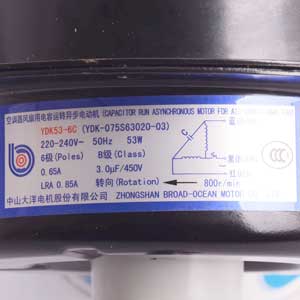 空调器风扇用电容运转异步电动机 (CAPACITOR RUN ASYNCHRONOUS MOTOR FOR AIR
YDK53-6C (YDK-075S63020-03)
220-240V~ 50Hz 53W
6极(Poles) B级(Class)
0.65A 3.0μF/450V
LRA 0.85A 转向(Rotation) 800r/min
中山大洋电机股份有限公司 ZHONGSHAN BROAD-OCEAN MOTOR CO.